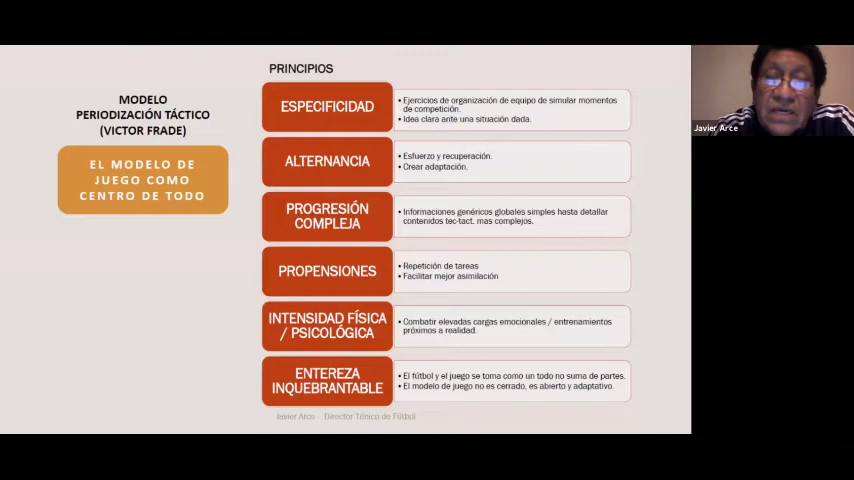 MODELO
PERIODIZACIÓN TÁCTICO
(VICTOR FRADE)
EL MODELO DE
JUEGO COMO
CENTRO DE TODO
PRINCIPIOS
ESPECIFICIDAD
• Ejercicios de organización de equipo de simular momentos
de competición.
• Idea clara ante una situación dada.
ALTERNANCIA
• Esfuerzo y recuperación.
• Crear adaptación.
PROGRESIÓN
COMPLEJA
• Informaciones genéricos globales simples hasta detallar
contenidos tec-tact. mas complejos.
PROPENSIONES
• Repetición de tareas
• Facilitar mejor asimilación
INTENSIDAD FÍSICA
/ PSICOLÓGICA
• Combatir elevadas cargas emocionales / entrenamientos
próximos a realidad.
ENTEREZA
INQUEBRANTABLE
• El fútbol y el juego se toma como un todo no suma de partes.
• El modelo de juego no es cerrado, es abierto y adaptativo.
Javier Arce - Director Ténico de Fútbol
Javier Arce